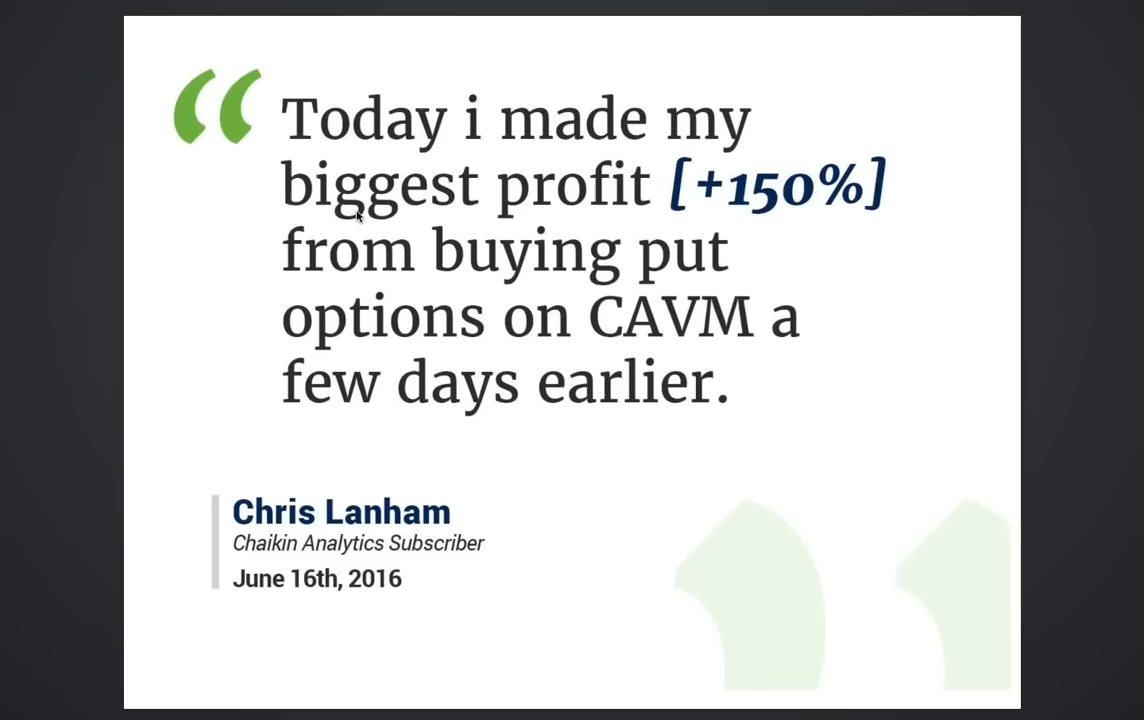 “Today i made my
biggest profit [+150%]
from buying put
options on CAVM a
few days earlier.
Chris Lanham
Chaikin Analytics Subscriber
June 16th, 2016